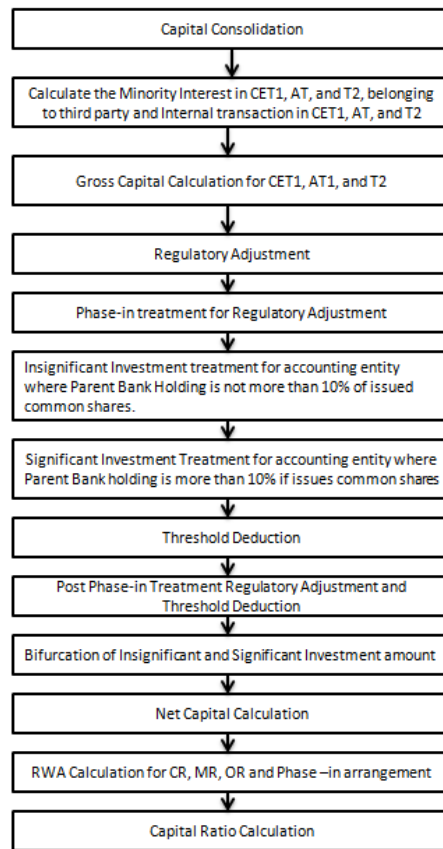 Capital Consolidation
Calculate the Minority Interest in CET1, AT, and T2, belonging
to third party and Internal transaction in CET1, AT, and T2
Gross Capital Calculation for CET1, AT1, and T2
Regulatory Adjustment
Phase-in treatment for Regulatory Adjustment
Insignificant Investment treatment for accounting entity
where Parent Bank Holding is not more than 10% of issued
common shares.
Significant Investment Treatment for accounting entity where
Parent Bank holding is more than 10% if issues common shares
Threshold Deduction
Post Phase-in Treatment Regulatory Adjustment and
Threshold Deduction
Bifurcation of Insignificant and Significant Investment amount
Net Capital Calculation
RWA Calculation for CR, MR, OR and Phase –in arrangement
Capital Ratio Calculation